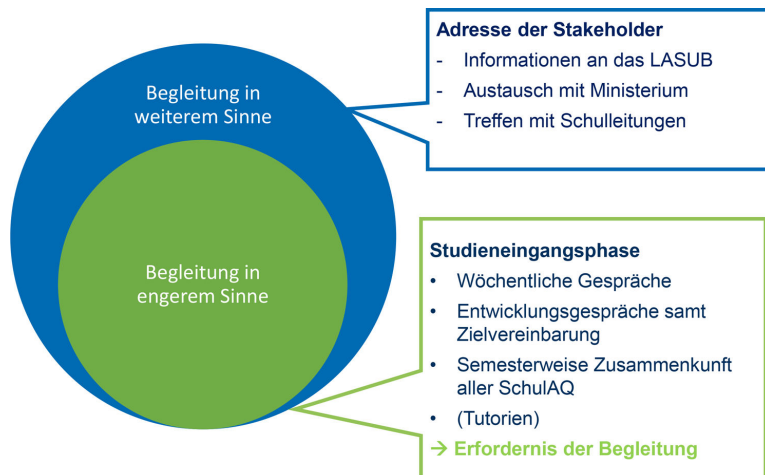 Begleitung in
weiterem Sinne
Begleitung in
engerem Sinne
Adresse der Stakeholder
- Informationen an das LASUB
- Austausch mit Ministerium
- Treffen mit Schulleitungen
Studieneingangsphase
• Wöchentliche Gespräche
• Entwicklungsgespräche samt
Zielvereinbarung
• Semesterweise Zusammenkunft
aller SchulAQ
• (Tutorien)
→ Erfordernis der Begleitung